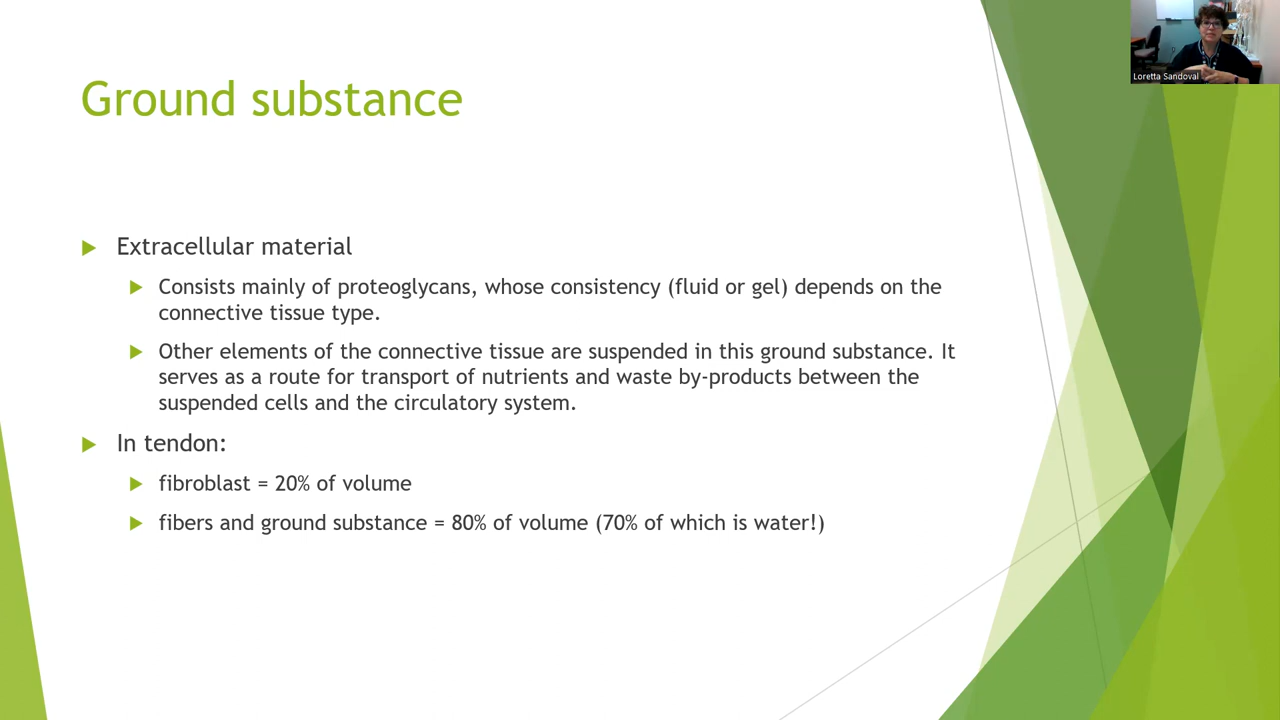 Loretta Sandoval
Ground substance
Extracellular material
Consists mainly of proteoglycans, whose consistency (fluid or gel) depends on the
connective tissue type.
Other elements of the connective tissue are suspended in this ground substance. It
serves as a route for transport of nutrients and waste by-products between the
suspended cells and the circulatory system.
In tendon:
fibroblast = 20% of volume
fibers and ground substance = 80% of volume (70% of which is water!)